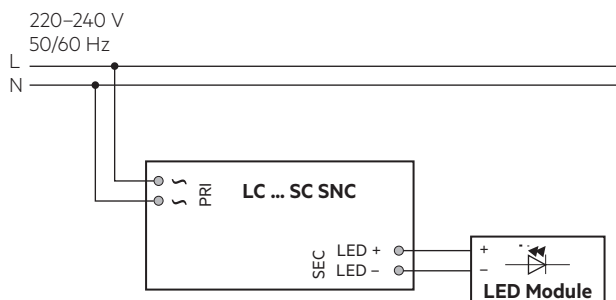 220–240 V
50/60 Hz
L
N
∼
∼
PRI
LC ... SC SNC
SEC
LED +
LED –
+
–
LED Module